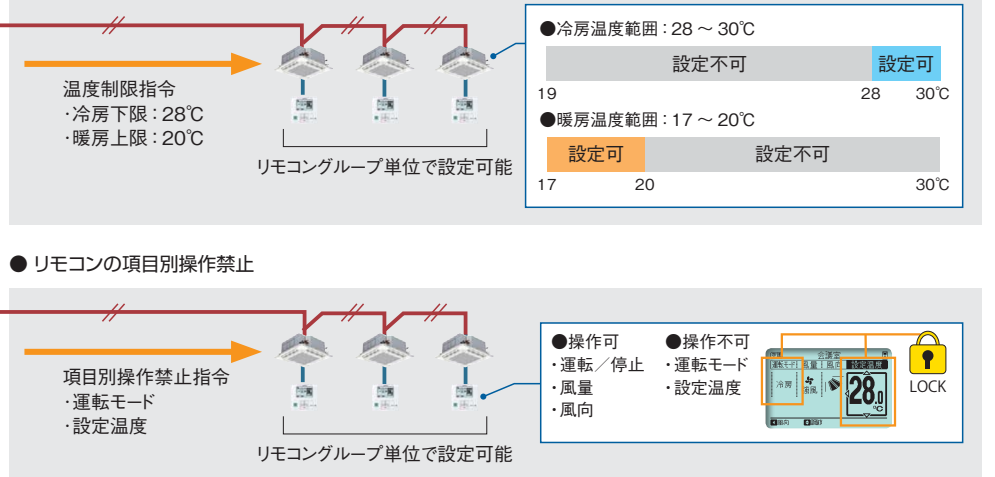 ●冷房温度範囲：28～30℃
設定不可 設定可
19 28 30℃
●暖房温度範囲：17～20℃
設定可 設定不可
17 20 30℃
温度制限指令
・冷房下限：28℃
・暖房上限：20℃
リモコングループ単位で設定可能
● リモコンの項目別操作禁止
項目別操作禁止指令
・運転モード
・設定温度
リモコングループ単位で設定可能
●操作可
・運転／停止
・風量
・風向
●操作不可
・運転モード
・設定温度
会議室
運転モード 風量 風向 設定温度
冷房 強風 28.0
℃
LOCK